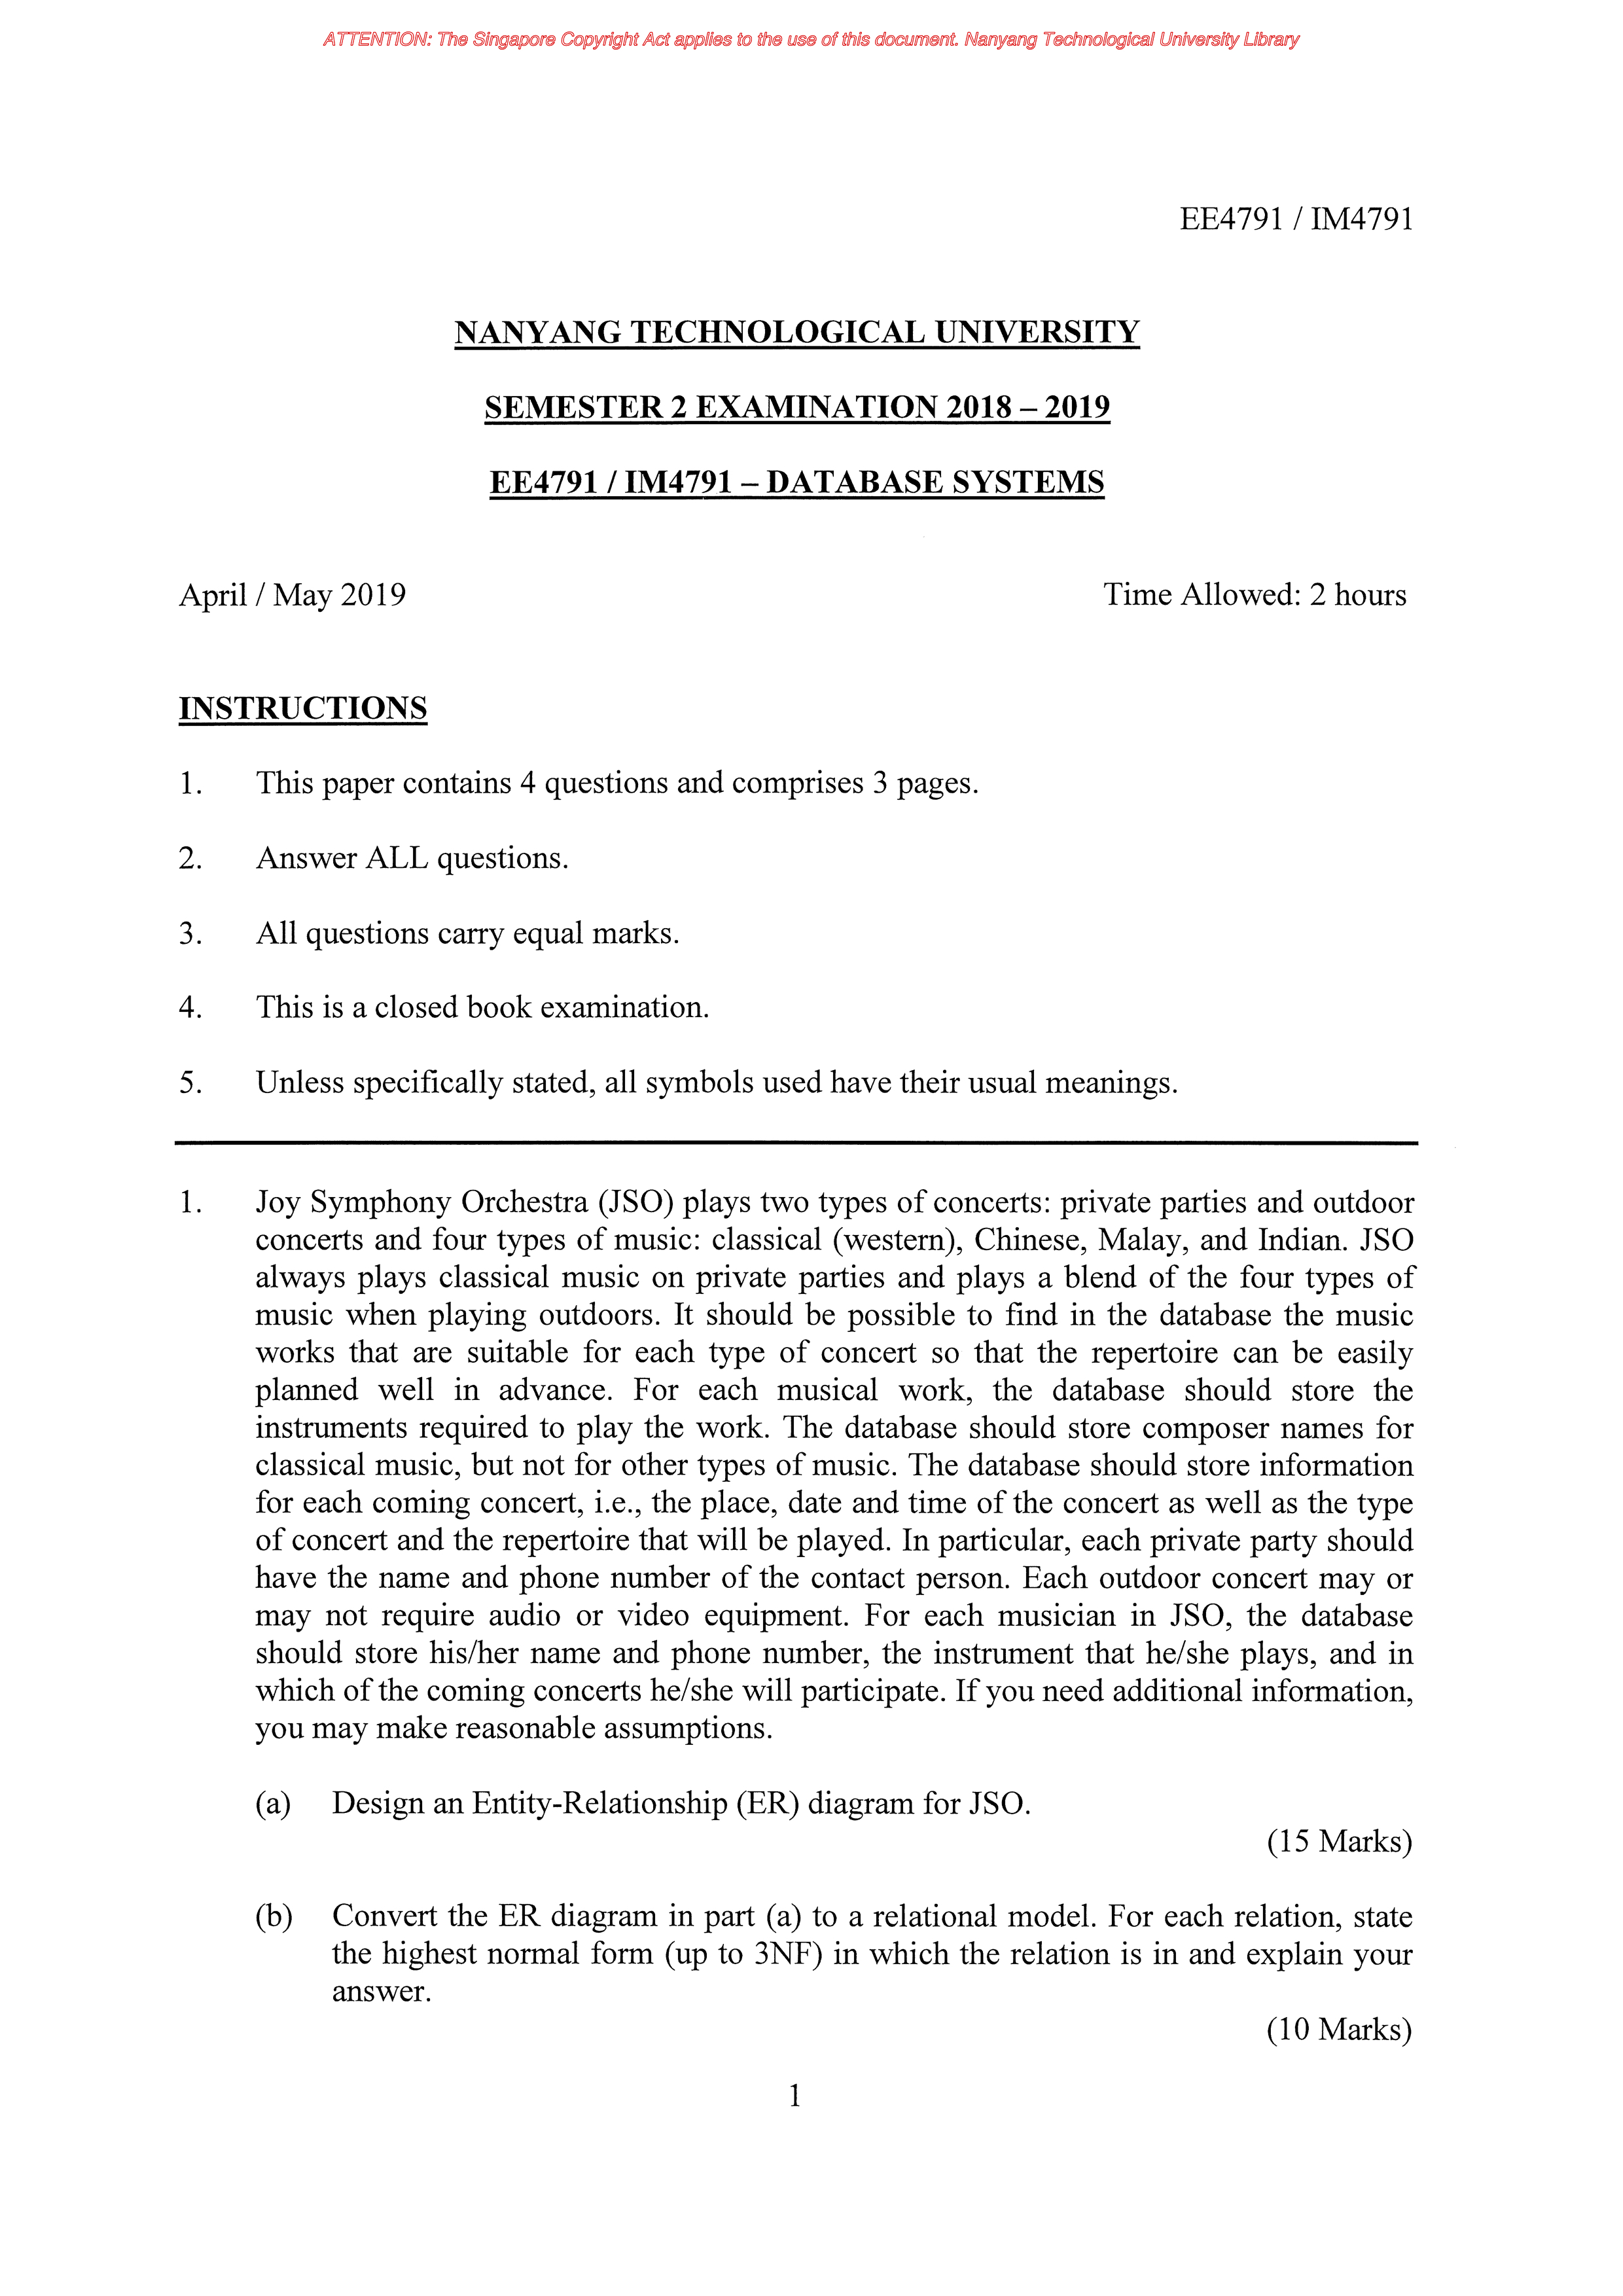 ATTENTION: The Singapore Copyright Act applies to the use of this document. Nanyang Technological University Library
EE4791 / IM4791
NANYANG TECHNOLOGICAL UNIVERSITY
SEMESTER 2 EXAMINATION 2018 – 2019
EE4791 / IM4791 – DATABASE SYSTEMS
April / May 2019 Time Allowed: 2 hours
INSTRUCTIONS
1. This paper contains 4 questions and comprises 3 pages.
2. Answer ALL questions.
3. All questions carry equal marks.
4. This is a closed book examination.
5. Unless specifically stated, all symbols used have their usual meanings.
1. Joy Symphony Orchestra (JSO) plays two types of concerts: private parties and outdoor
concerts and four types of music: classical (western), Chinese, Malay, and Indian. JSO
always plays classical music on private parties and plays a blend of the four types of
music when playing outdoors. It should be possible to find in the database the music
works that are suitable for each type of concert so that the repertoire can be easily
planned well in advance. For each musical work, the database should store the
instruments required to play the work. The database should store composer names for
classical music, but not for other types of music. The database should store information
for each coming concert, i.e., the place, date and time of the concert as well as the type
of concert and the repertoire that will be played. In particular, each private party should
have the name and phone number of the contact person. Each outdoor concert may or
may not require audio or video equipment. For each musician in JSO, the database
should store his/her name and phone number, the instrument that he/she plays, and in
which of the coming concerts he/she will participate. If you need additional information,
you may make reasonable assumptions.
(a) Design an Entity-Relationship (ER) diagram for JSO.
(15 Marks)
(b) Convert the ER diagram in part (a) to a relational model. For each relation, state
the highest normal form (up to 3NF) in which the relation is in and explain your
answer.
(10 Marks)
1